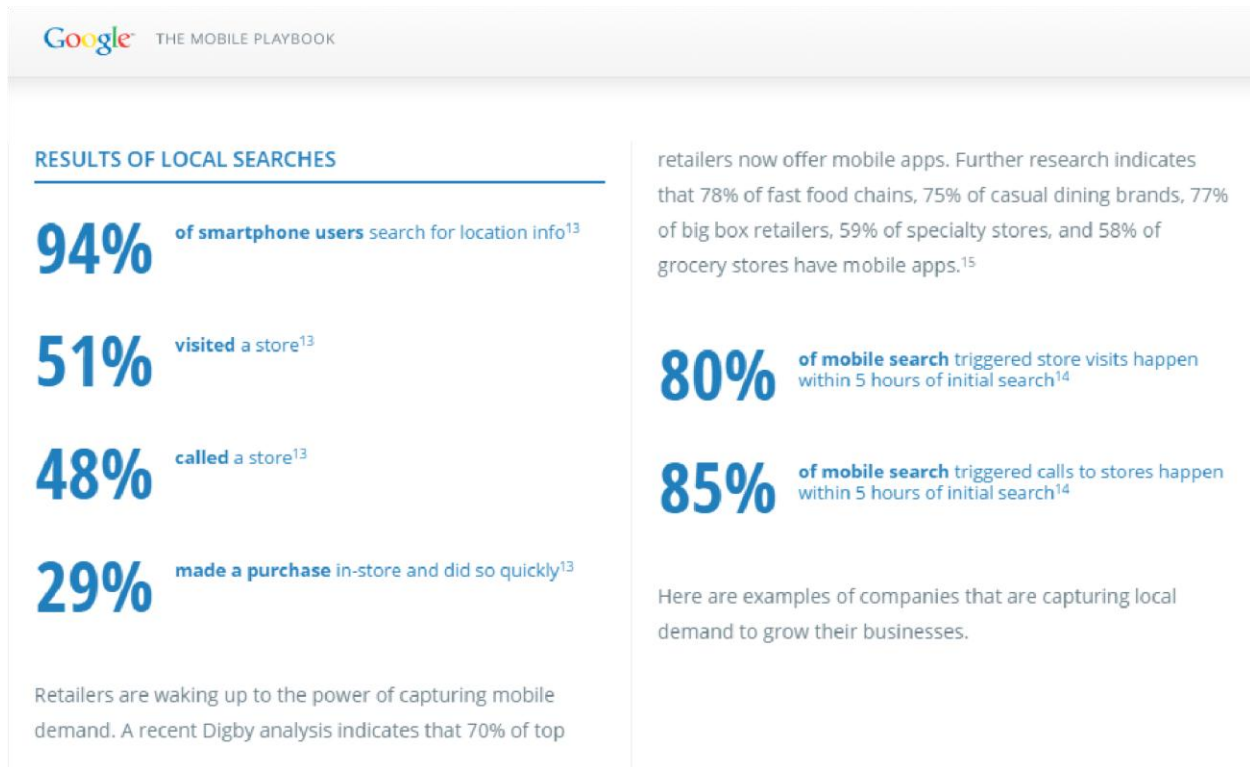 Google THE MOBILE PLAYBOOK
RESULTS OF LOCAL SEARCHES
94% of smartphone users search for location info13
51% visited a store13
48% called a store13
29% made a purchase in-store and did so quickly13
Retailers are waking up to the power of capturing mobile
demand. A recent Digby analysis indicates that 70% of top
retailers now offer mobile apps. Further research indicates
that 78% of fast food chains, 75% of casual dining brands, 77%
of big box retailers, 59% of specialty stores, and 58% of
grocery stores have mobile apps.15
80% of mobile search triggered store visits happen
within 5 hours of initial search14
85% of mobile search triggered calls to stores happen
within 5 hours of initial search14
Here are examples of companies that are capturing local
demand to grow their businesses.